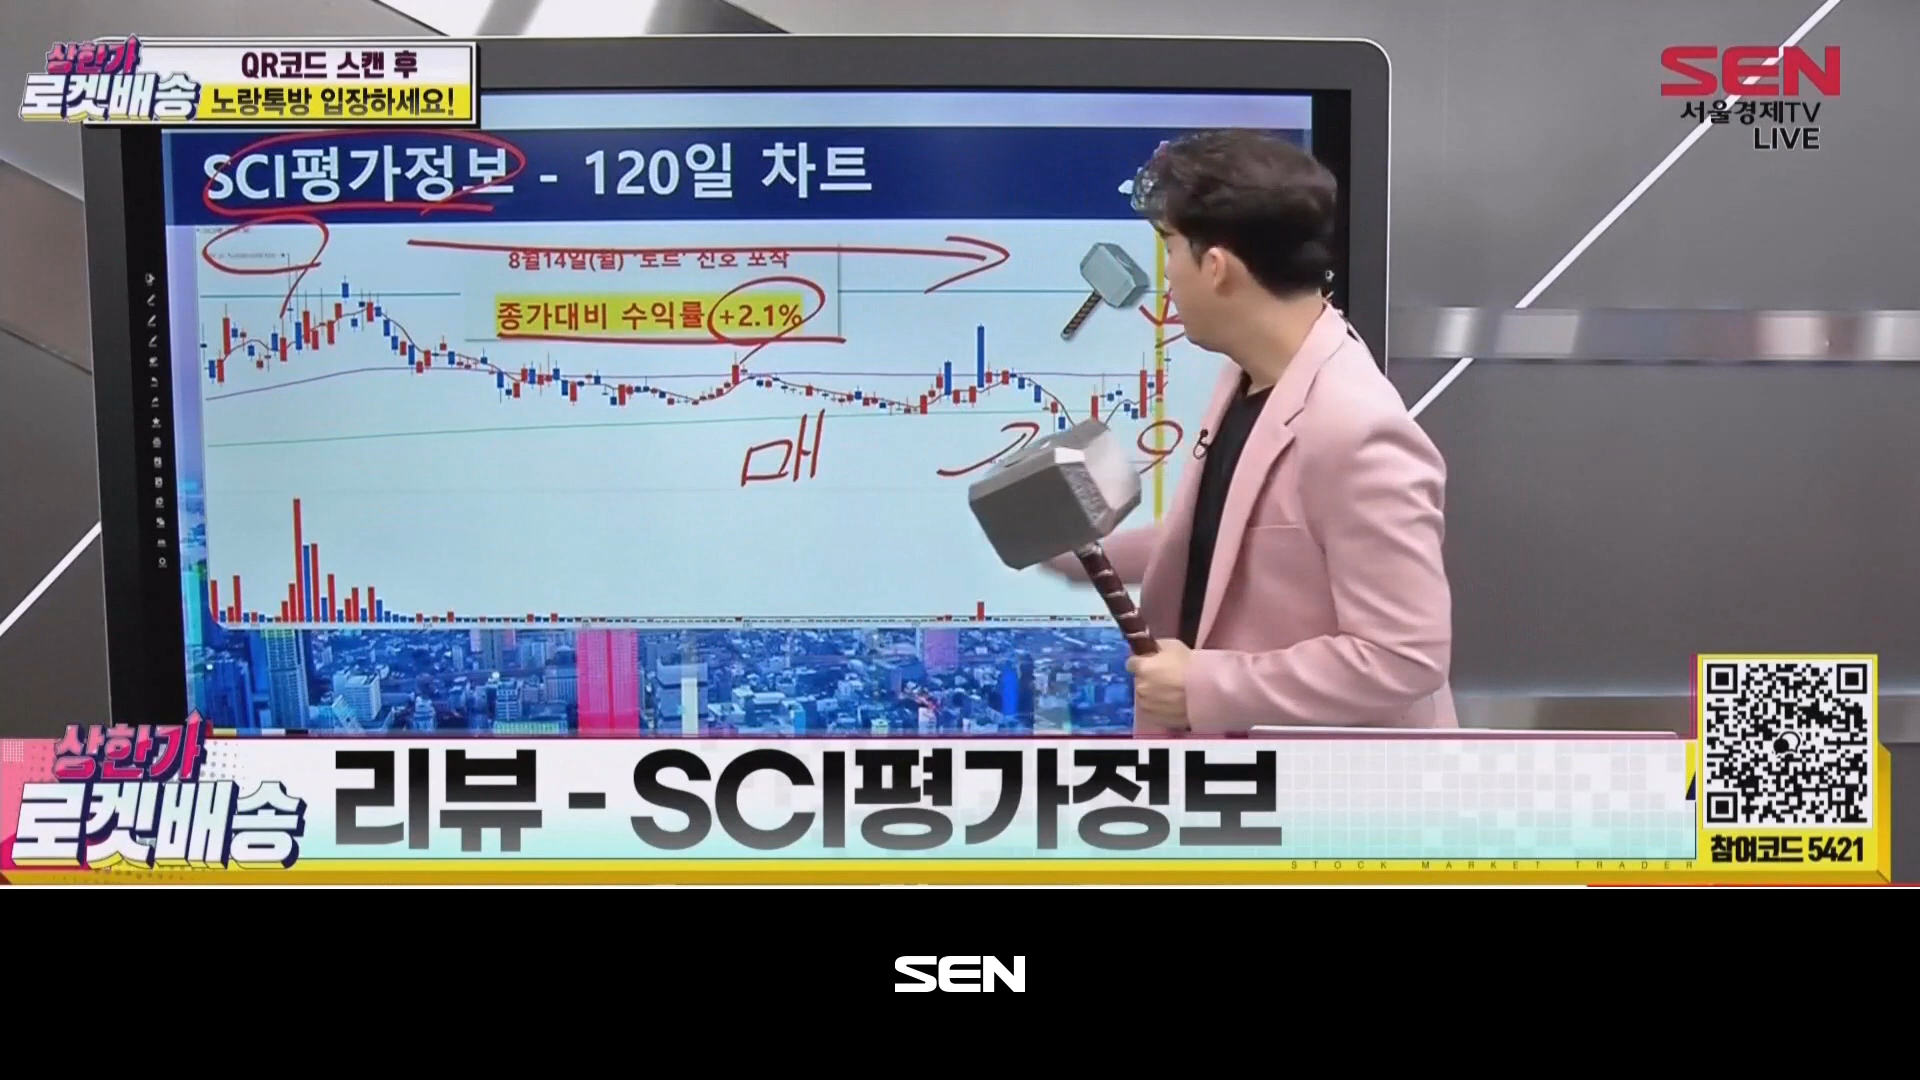 상한가
로켓배송
QR코드 스캔 후
노랑톡방 입장하세요!
SEN
서울경제TV
LIVE
SCI평가정보 - 120일 차트
8월14일(월) '토르' 신호 포착
종가대비 수익률 +2.1%
매
상한가
로켓배송
리뷰 - SCI평가정보
STOCK MARKET TRADER
참여코드 5421
SEN